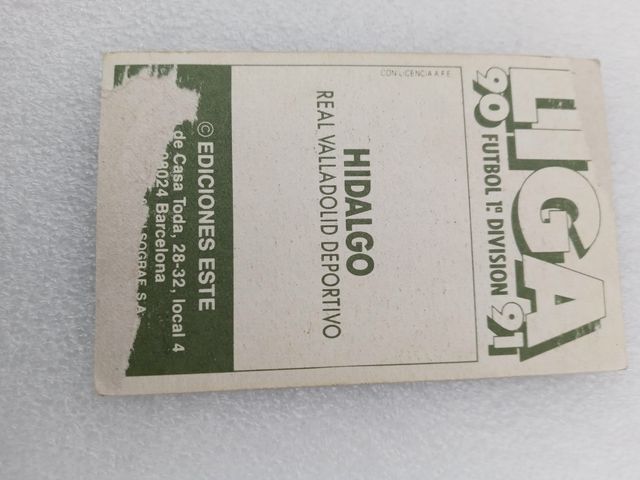 LIGA
90 FUTBOL 1ª DIVISION 91
CON LICENCIA A.F.E.
HIDALGO
REAL VALLADOLID DEPORTIVO
© EDICIONES ESTE
de Casa Toda, 28-32, local 4
08024 Barcelona
S.A.